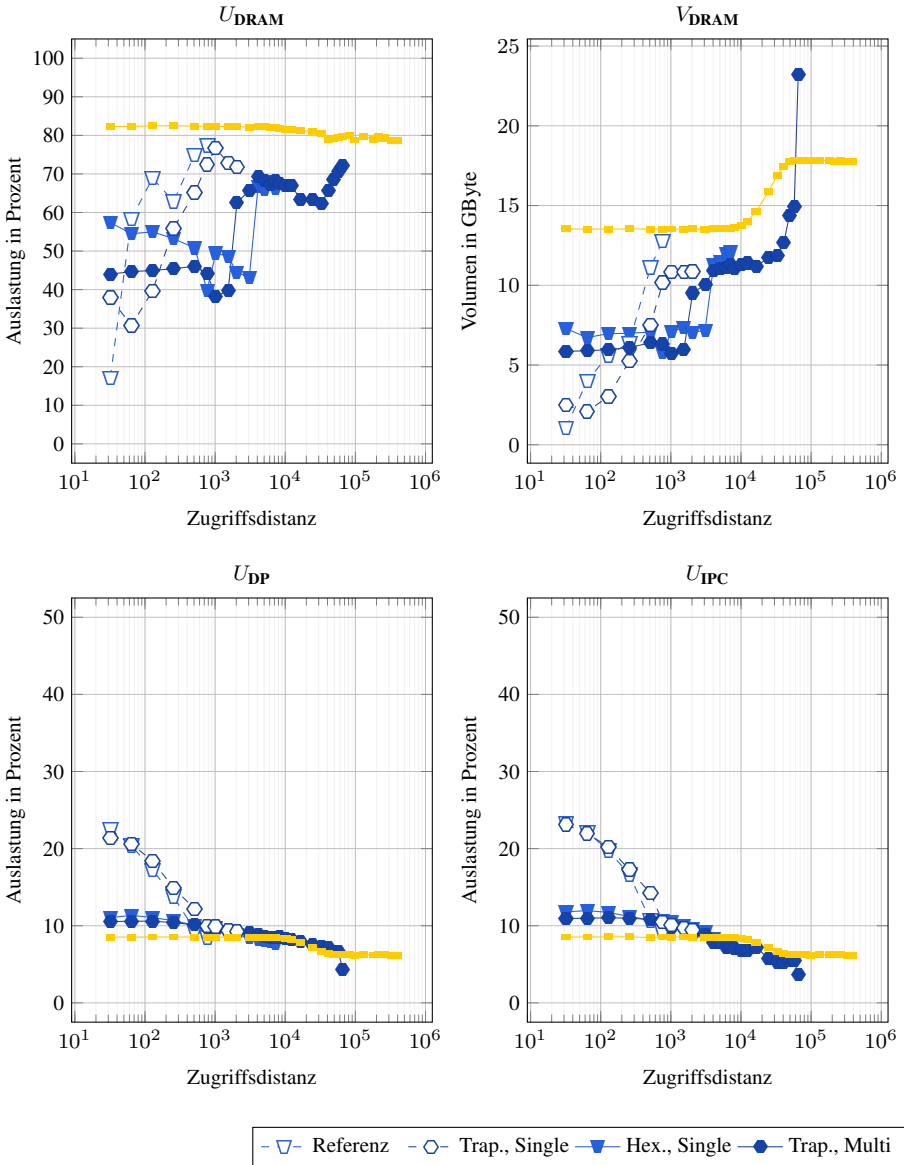 U_DRAM
V_DRAM
100
90
80
70
60
50
40
30
20
10
0
Auslastung in Prozent
10^1 10^2 10^3 10^4 10^5 10^6
Zugriffsdistanz
25
20
15
10
5
0
Volumen in GByte
10^1 10^2 10^3 10^4 10^5 10^6
Zugriffsdistanz
U_DP
U_IPC
50
40
30
20
10
0
Auslastung in Prozent
10^1 10^2 10^3 10^4 10^5 10^6
Zugriffsdistanz
50
40
30
20
10
0
Auslastung in Prozent
10^1 10^2 10^3 10^4 10^5 10^6
Zugriffsdistanz
Referenz Trap., Single Hex., Single Trap., Multi